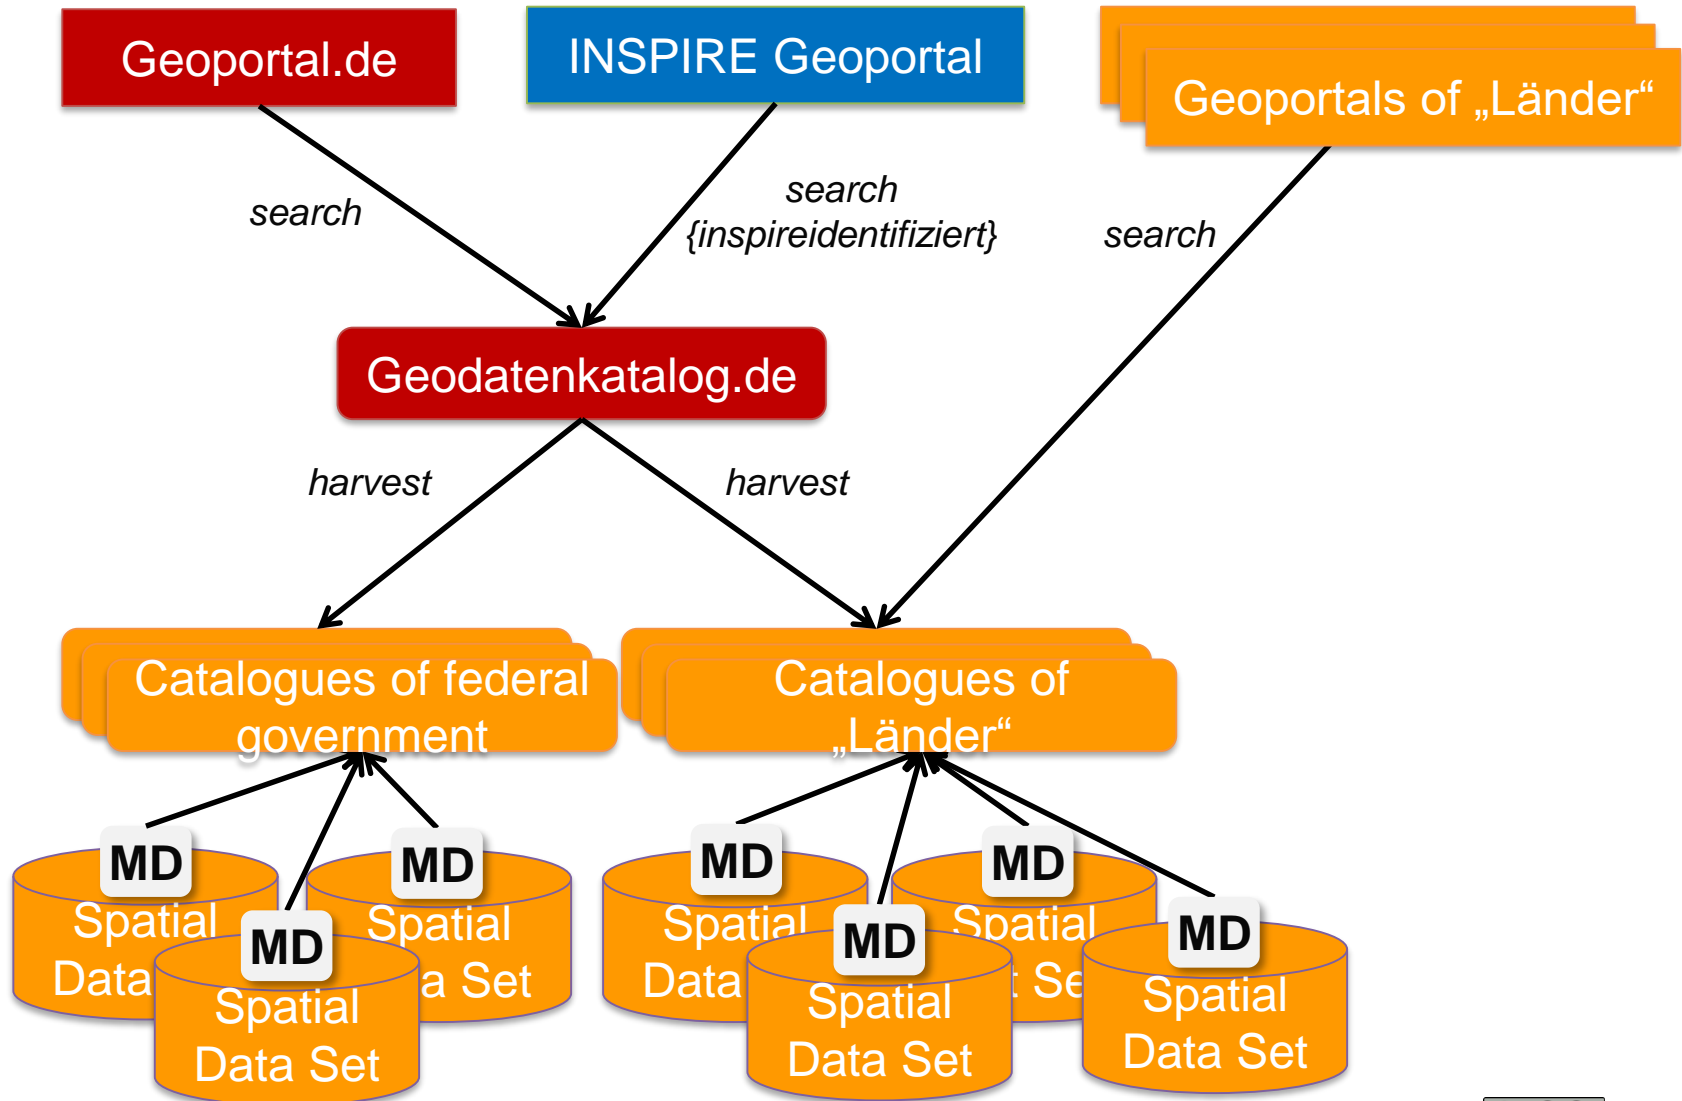 Geoportal.de
INSPIRE Geoportal
Geoportals of „Länder“
search
search
{inspireidentifiziert}
search
Geodatenkatalog.de
harvest
harvest
Catalogues of federal
government
Catalogues of
„Länder“
MD
Spatial
Data
MD
Spatial
Data Set
MD
Spatial
a Set
MD
Spatial
Data
MD
Spatial
Data Set
MD
Spatial
Se
MD
Spatial
Data Set